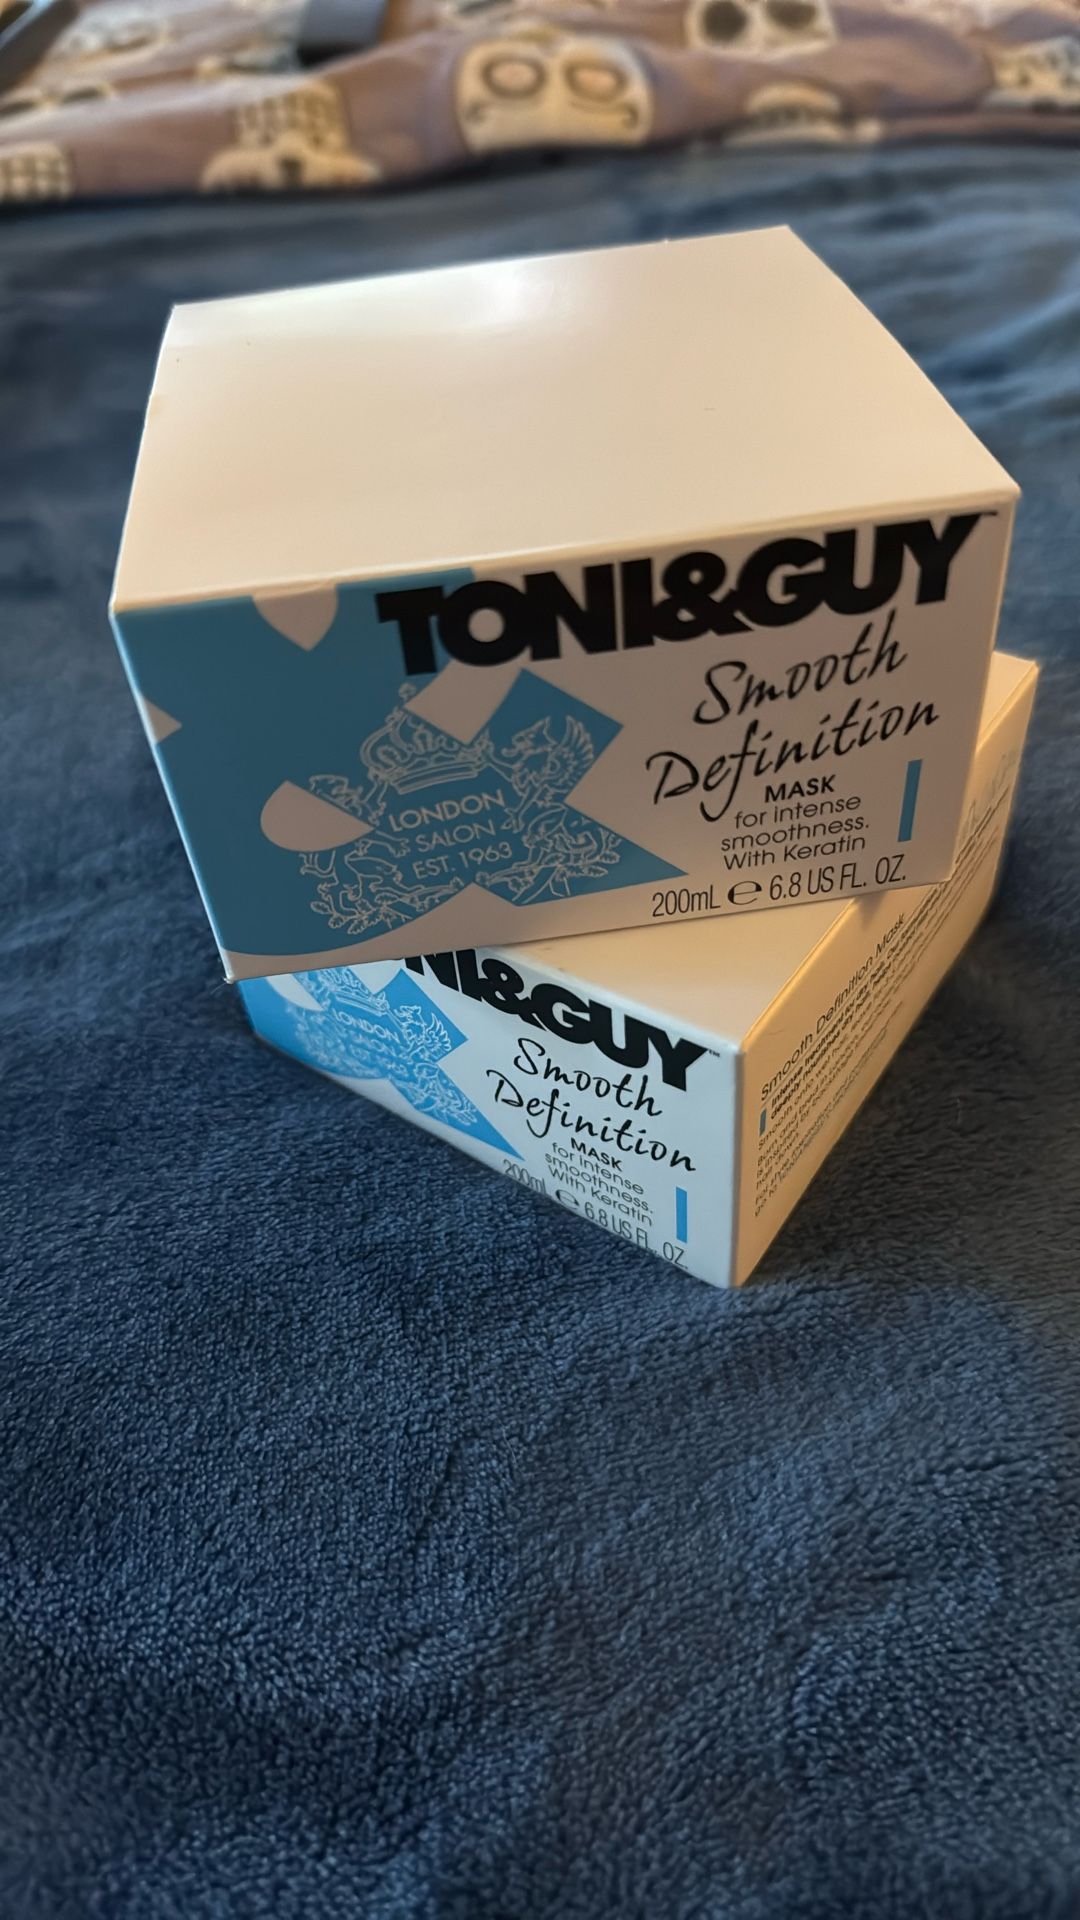 TONI&GUY™
Smooth
Definition
MASK
for intense
smoothness.
With Keratin
200mL e 6.8 US FL. OZ.
LONDON
SALON
EST. 1963
NI&GUY™
Smooth
Definition
MASK
for intense
smoothness.
With Keratin
200mL e 6.8 US FL. OZ.
LONDON
Smooth Definition Mask